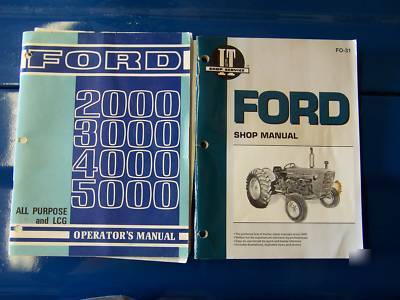 FORD
2000
3000
4000
5000
ALL PURPOSE
and LCG
OPERATOR'S MANUAL
I&T
SHOP SERVICE
FO-31
FORD
SHOP MANUAL